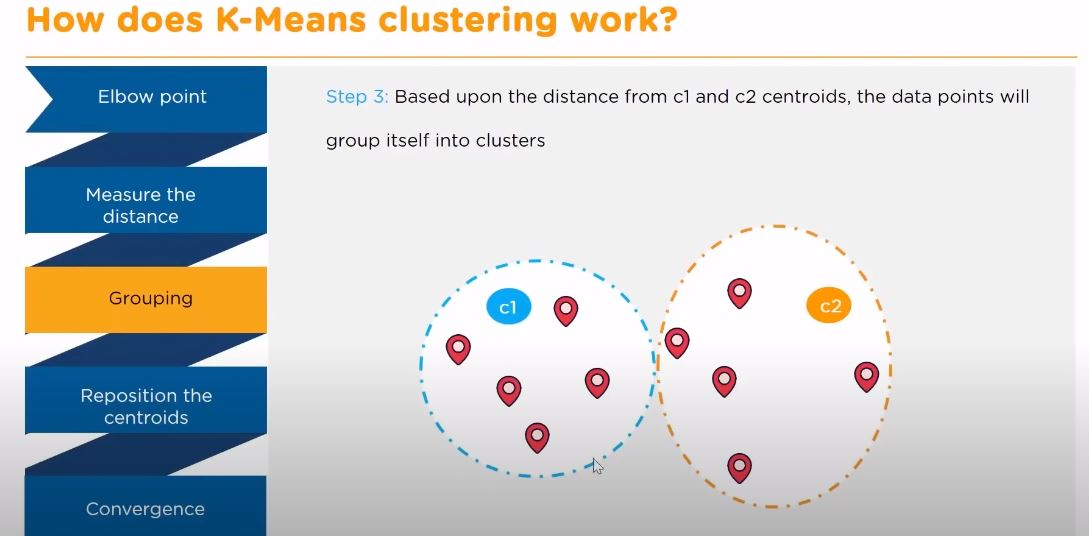 How does K-Means clustering work?
Elbow point
Measure the
distance
Grouping
Reposition the
centroids
Convergence
Step 3: Based upon the distance from c1 and c2 centroids, the data points will
group itself into clusters
c1
c2